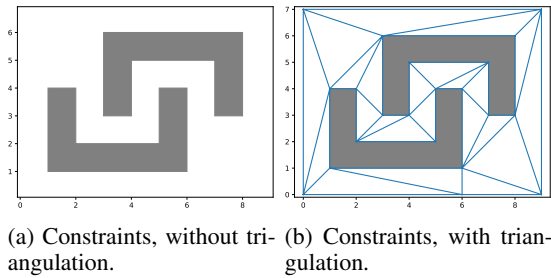 6
5
4
3
2
1
0 2 4 6 8
7
6
5
4
3
2
1
0
0 2 4 6 8
(a) Constraints, without tri-
angulation.
(b) Constraints, with trian-
gulation.